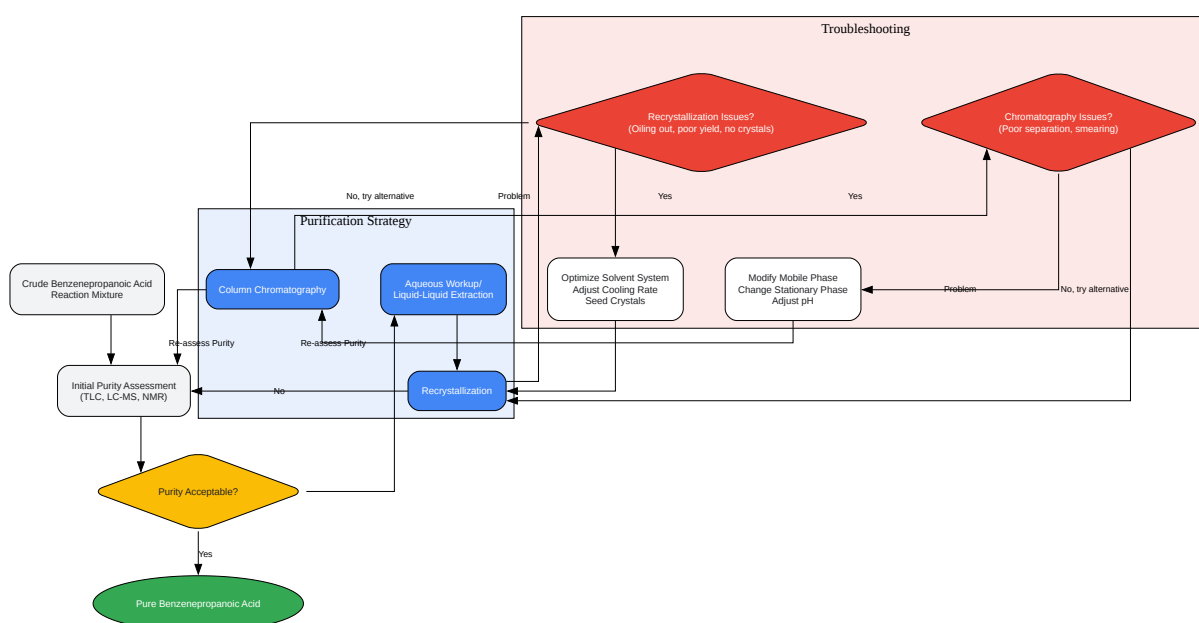 Troubleshooting
Recrystallization Issues?
(Oiling out, poor yield, no crystals)
Chromatography Issues?
(Poor separation, smearing)
No, try alternative
Problem
Yes
Yes
Purification Strategy
Crude Benzenepropanoic Acid
Reaction Mixture
Column Chromatography
Aqueous Workup/
Liquid-Liquid Extraction
Optimize Solvent System
Adjust Cooling Rate
Seed Crystals
Modify Mobile Phase
Change Stationary Phase
Adjust pH
Problem
No, try alternative
Re-assess Purity
Re-assess Purity
Initial Purity Assessment
(TLC, LC-MS, NMR)
No
Recrystallization
Purity Acceptable?
Yes
Pure Benzenepropanoic Acid